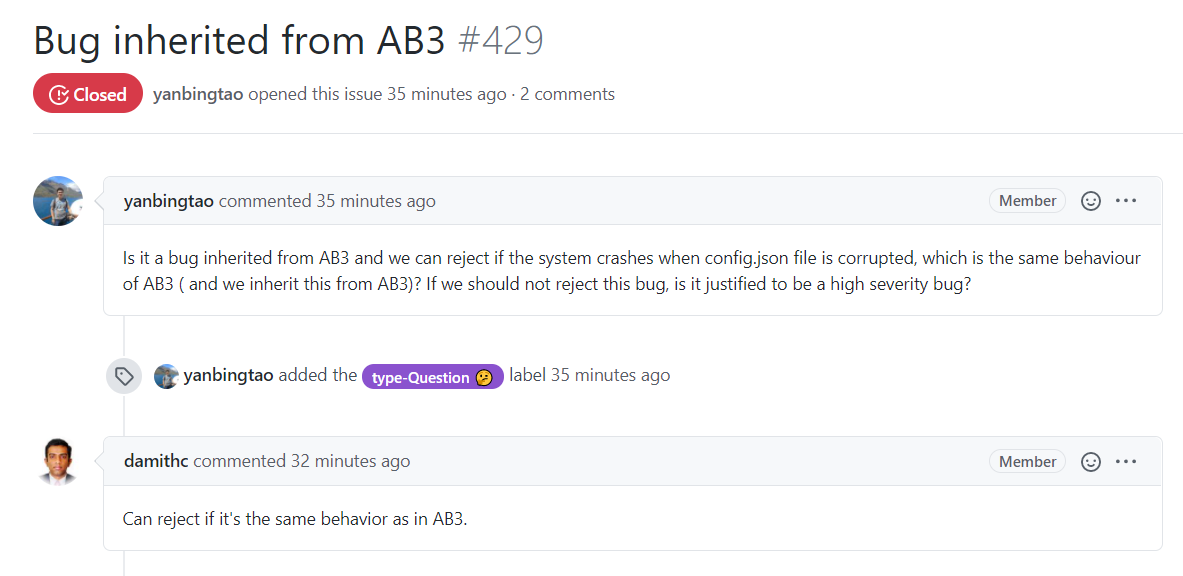 Bug inherited from AB3 #429
Closed yanbingtao opened this issue 35 minutes ago · 2 comments
yanbingtao commented 35 minutes ago Member
Is it a bug inherited from AB3 and we can reject if the system crashes when config.json file is corrupted, which is the same behaviour
of AB3 ( and we inherit this from AB3)? If we should not reject this bug, is it justified to be a high severity bug?
yanbingtao added the type-Question 🤔 label 35 minutes ago
damithc commented 32 minutes ago Member
Can reject if it's the same behavior as in AB3.